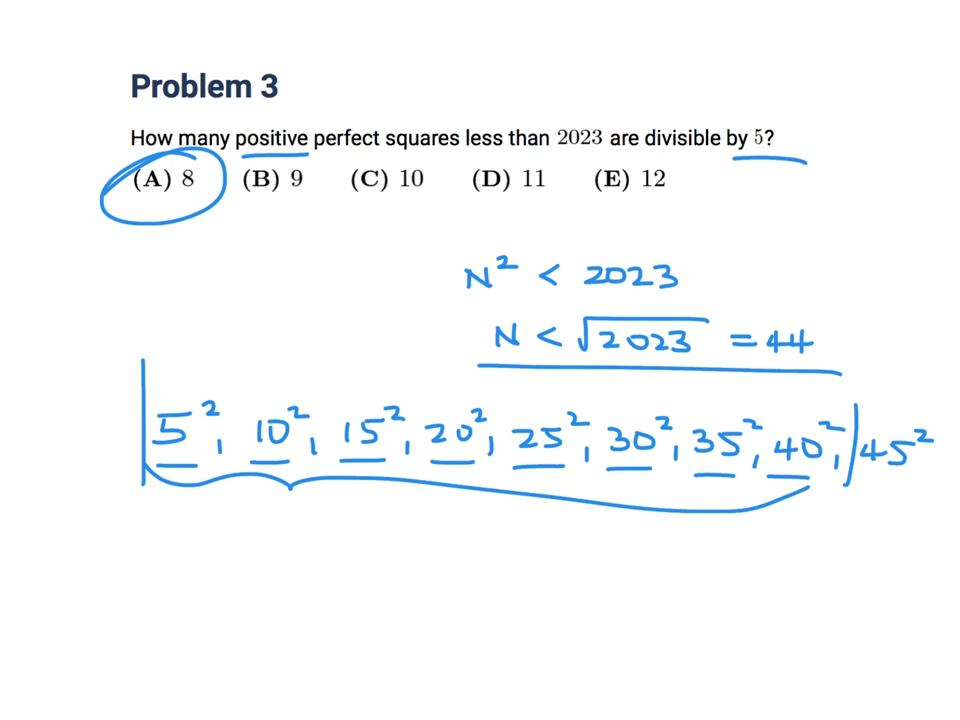 Problem 3
How many positive perfect squares less than 2023 are divisible by 5?
(A) 8 (B) 9 (C) 10 (D) 11 (E) 12
N² < 2023
N < √2023 = 44
5², 10², 15², 20², 25², 30², 35², 40², 45²